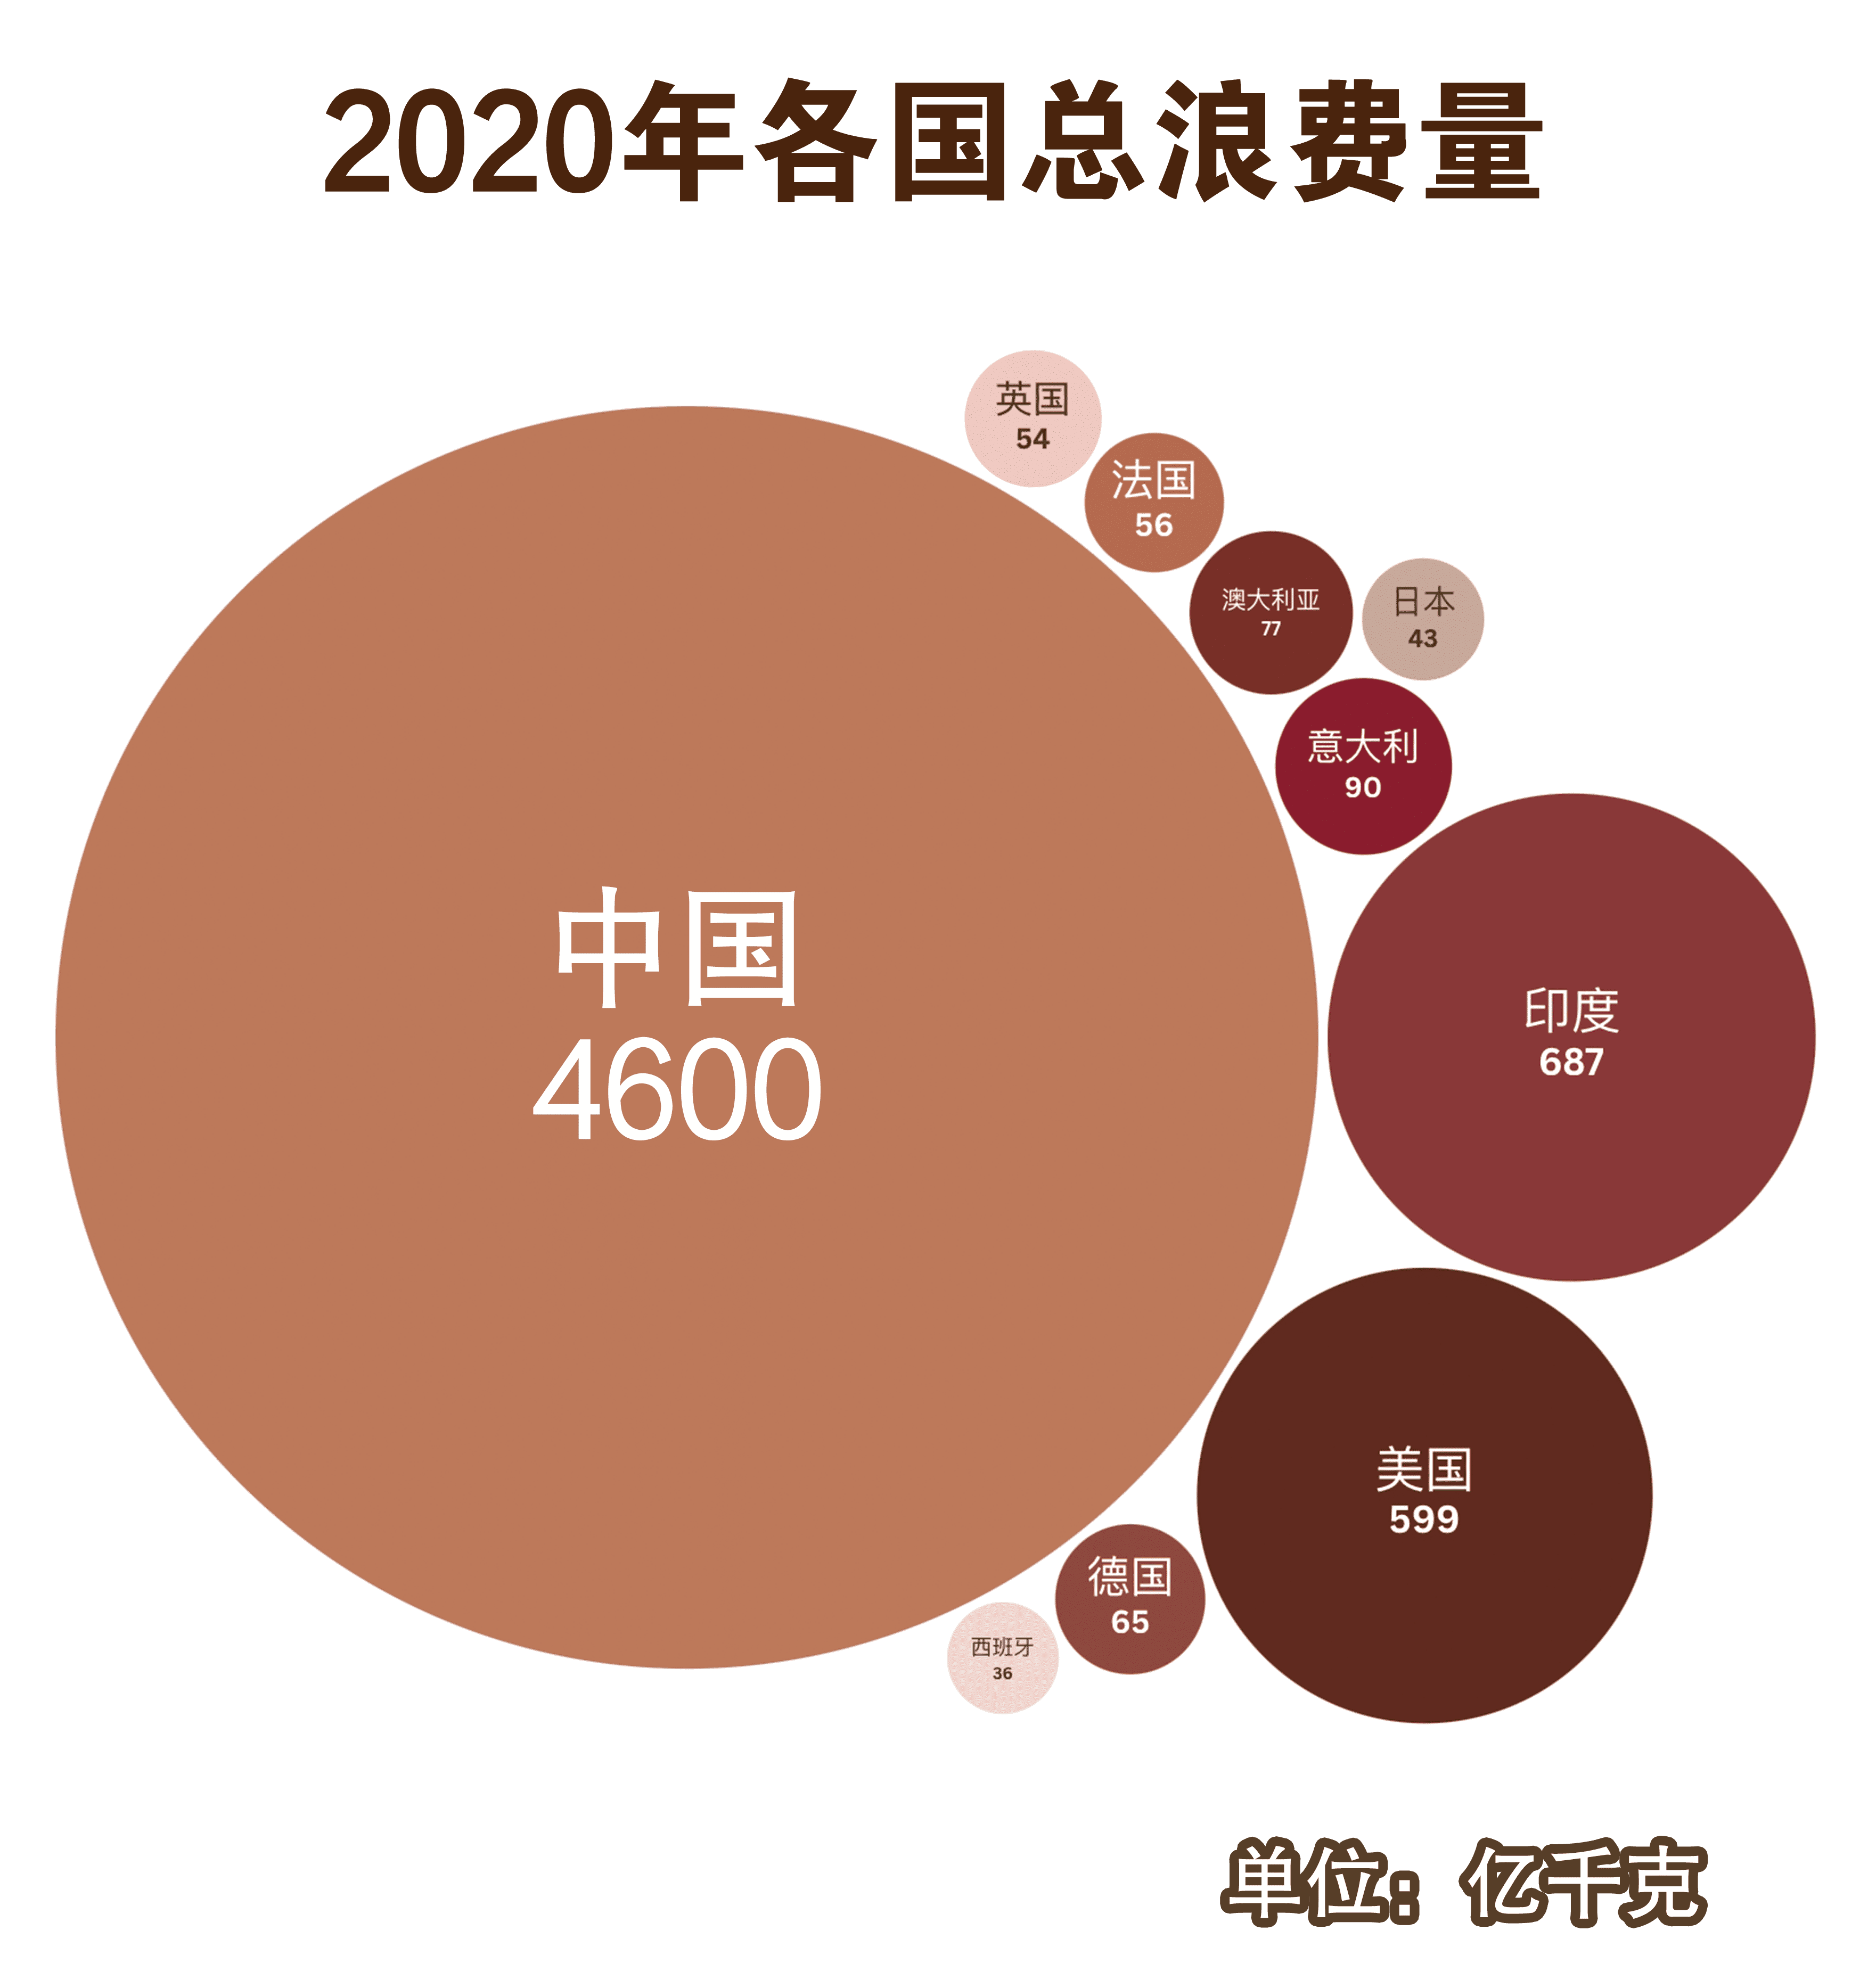 2020年各国总浪费量
英国
54
法国
56
澳大利亚
77
日本
43
意大利
90
中国
4600
印度
687
美国
599
德国
65
西班牙
36
单位：亿千克